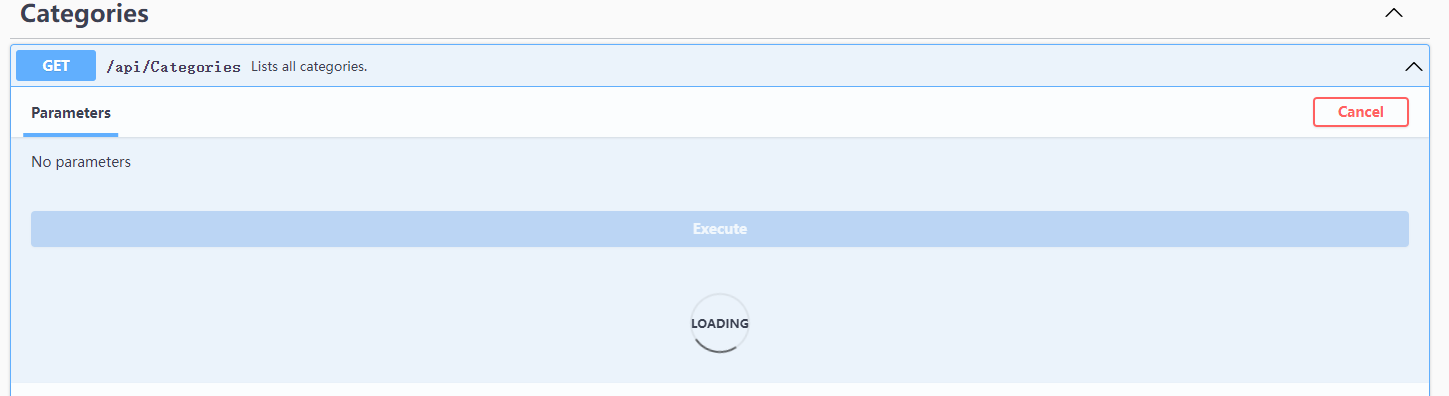 Categories
GET /api/Categories Lists all categories.
Parameters Cancel
No parameters
Execute
LOADING